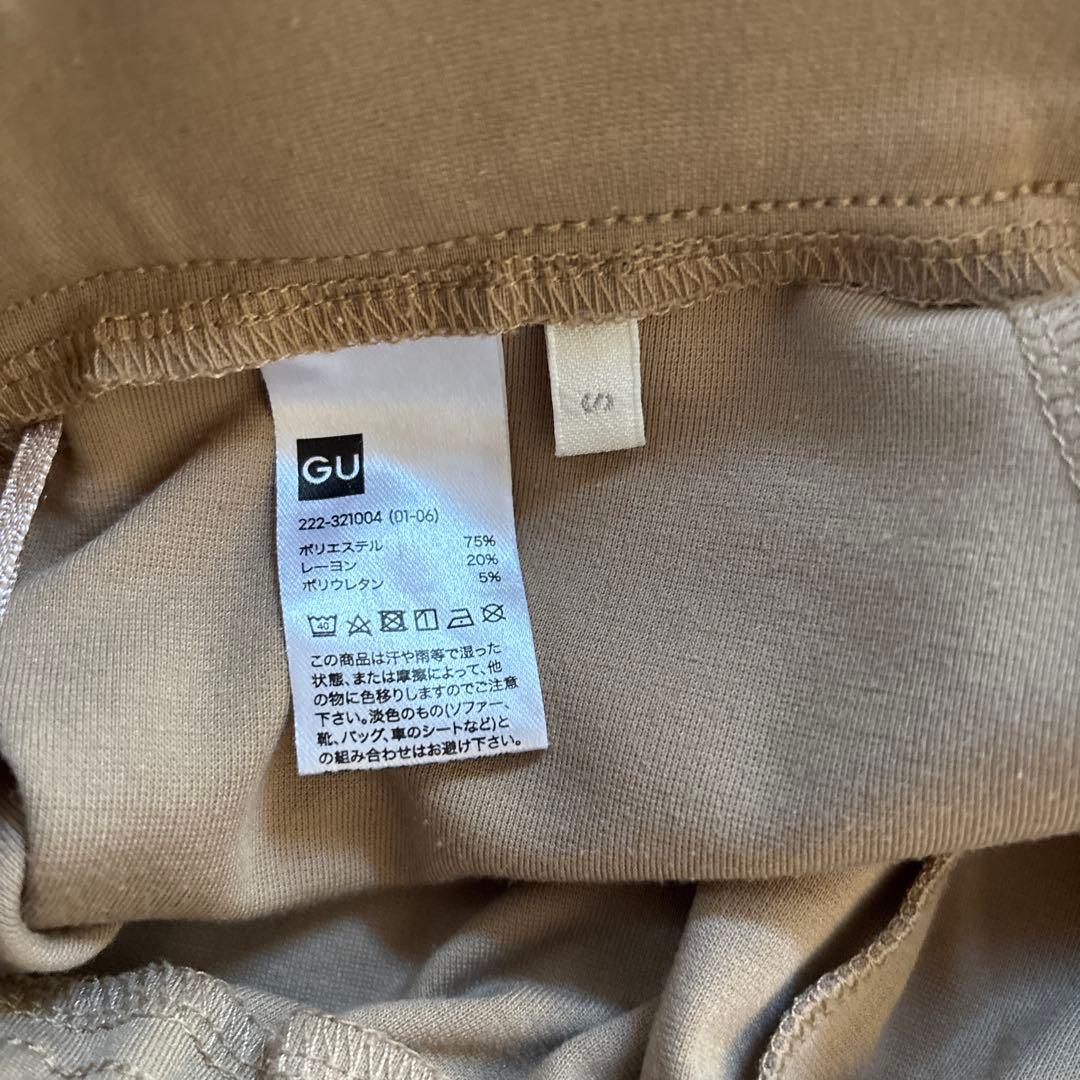 GU
222-321004 (01-06)
ポリエステル 75%
レーヨン 20%
ポリウレタン 5%
40
この商品は汗や雨等で湿った
状態、または摩擦によって、他
の物に色移りしますのでご注意
下さい。淡色のもの(ソファー、
靴、バッグ、車のシートなど)と
の組み合わせはお避け下さい。
S